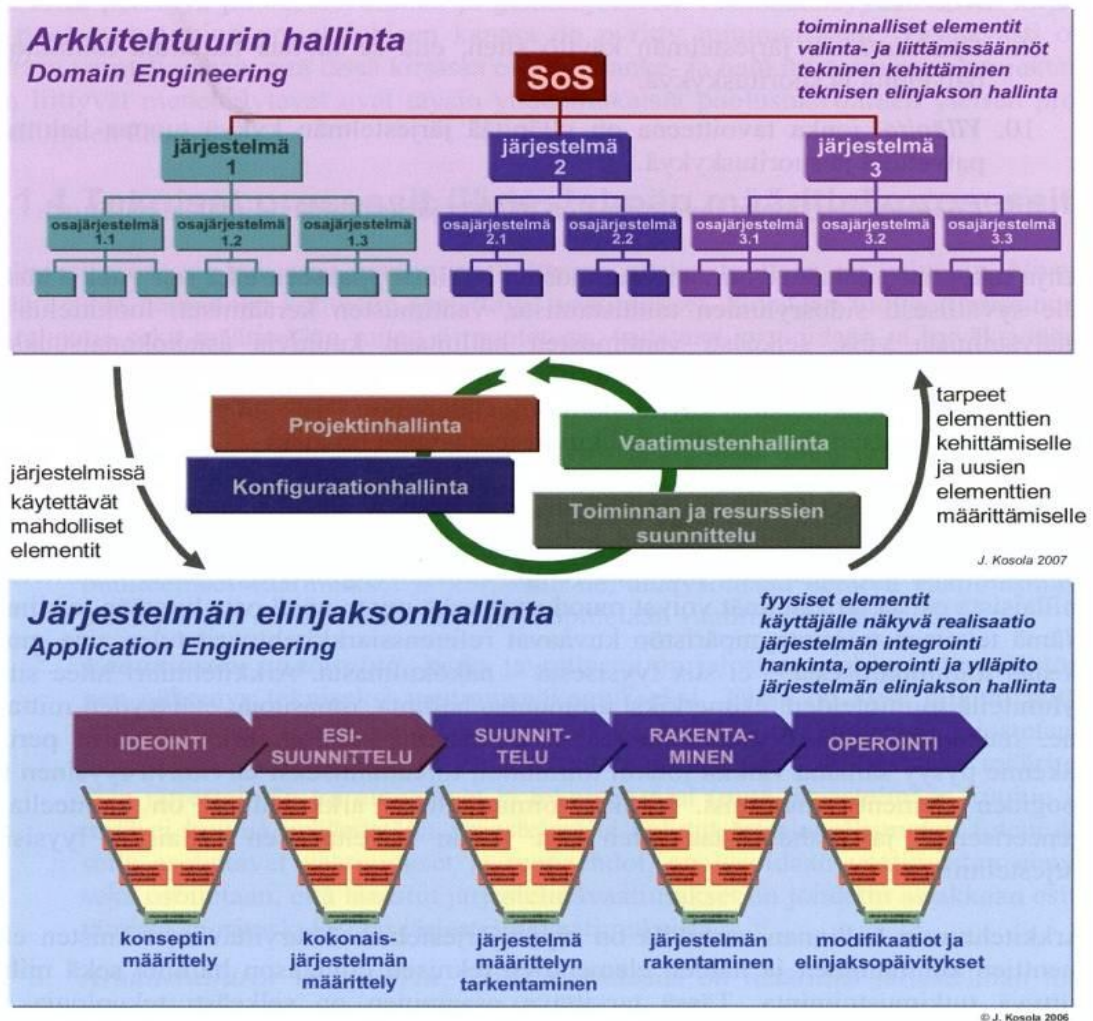 Arkkitehtuurin hallinta
Domain Engineering
toiminnalliset elementit
valinta- ja liittämissäännöt
tekninen kehittäminen
teknisen elinjakson hallinta
SoS
järjestelmä
1
järjestelmä
2
järjestelmä
3
osajärjestelmä
1.1
osajärjestelmä
1.2
osajärjestelmä
1.3
osajärjestelmä
2.1
osajärjestelmä
2.2
osajärjestelmä
3.1
osajärjestelmä
3.2
osajärjestelmä
3.3
järjestelmissä
käytettävät
mahdolliset
elementit
Projektinhallinta
Konfiguraationhallinta
Vaatimustenhallinta
Toiminnan ja resurssien
suunnittelu
tarpeet
elementtien
kehittämiselle
ja uusien
elementtien
määrittämiselle
J. Kosola 2007
Järjestelmän elinjaksonhallinta
Application Engineering
fyysiset elementit
käyttäjälle näkyvä realisaatio
järjestelmän integrointi
hankinta, operointi ja ylläpito
järjestelmän elinjakson hallinta
IDEOINTI
ESI-
SUUNNITTELU
SUUNNIT-
TELU
RAKENTA-
MINEN
OPEROINTI
konseptin
määrittely
kokonais-
järjestelmän
määrittely
järjestelmä
määrittelyn
tarkentaminen
järjestelmän
rakentaminen
modifikaatiot ja
elinjaksopäivitykset
© J. Kosola 2006